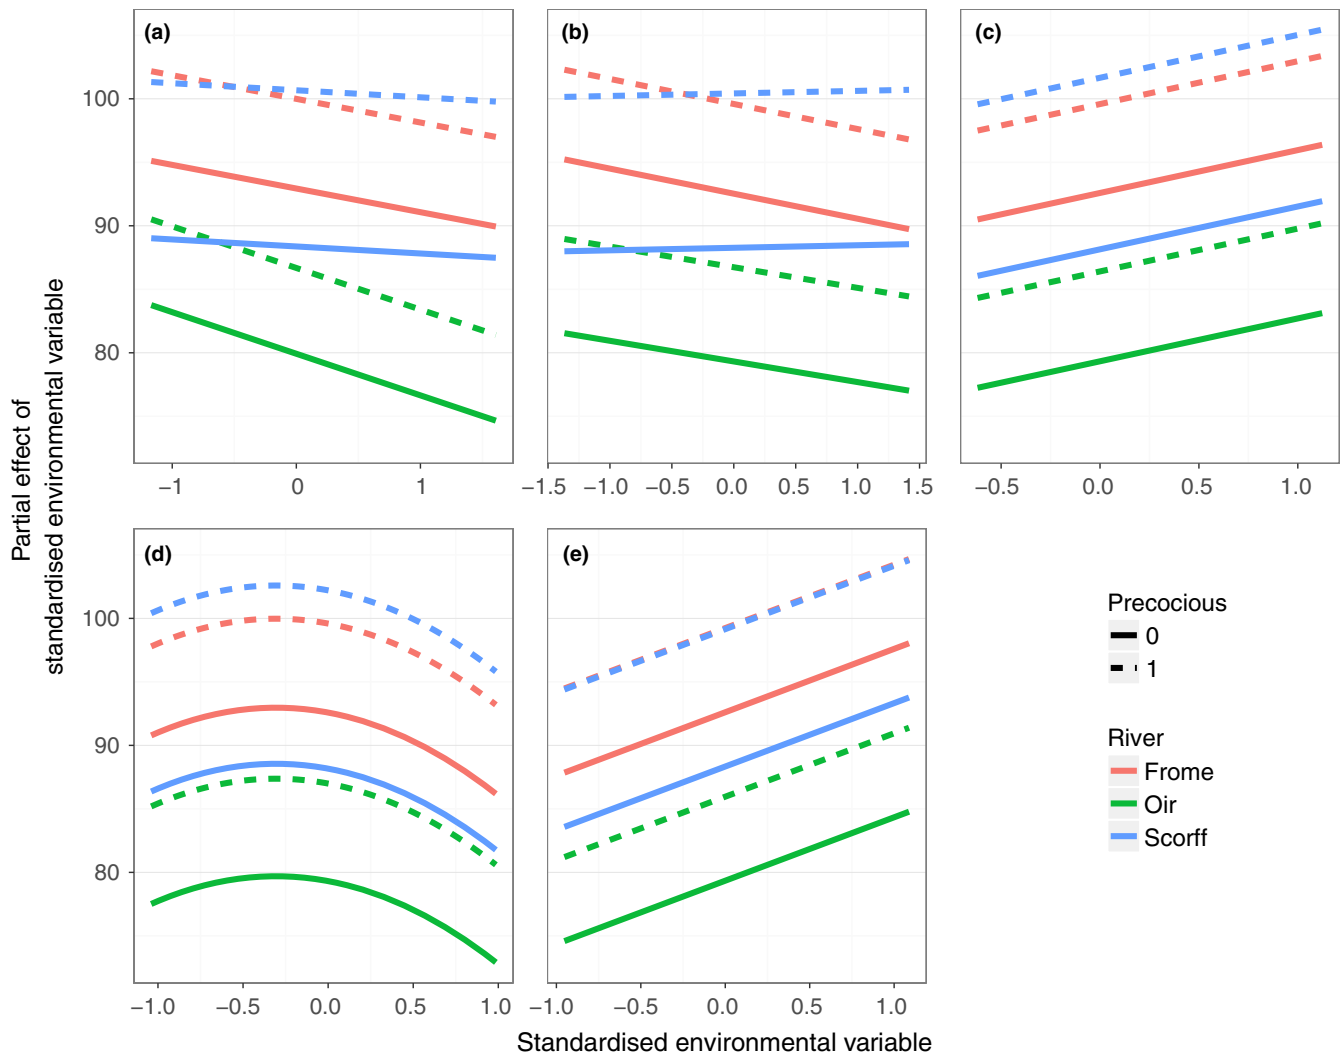 Partial effect of
standardised environmental variable
(a)
100
90
80
−1 0 1
(b)
−1.5 −1.0 −0.5 0.0 0.5 1.0 1.5
(c)
−0.5 0.0 0.5 1.0
(d)
100
90
80
−1.0 −0.5 0.0 0.5 1.0
(e)
−1.0 −0.5 0.0 0.5 1.0
Standardised environmental variable
Precocious
0
1
River
Frome
Oir
Scorff